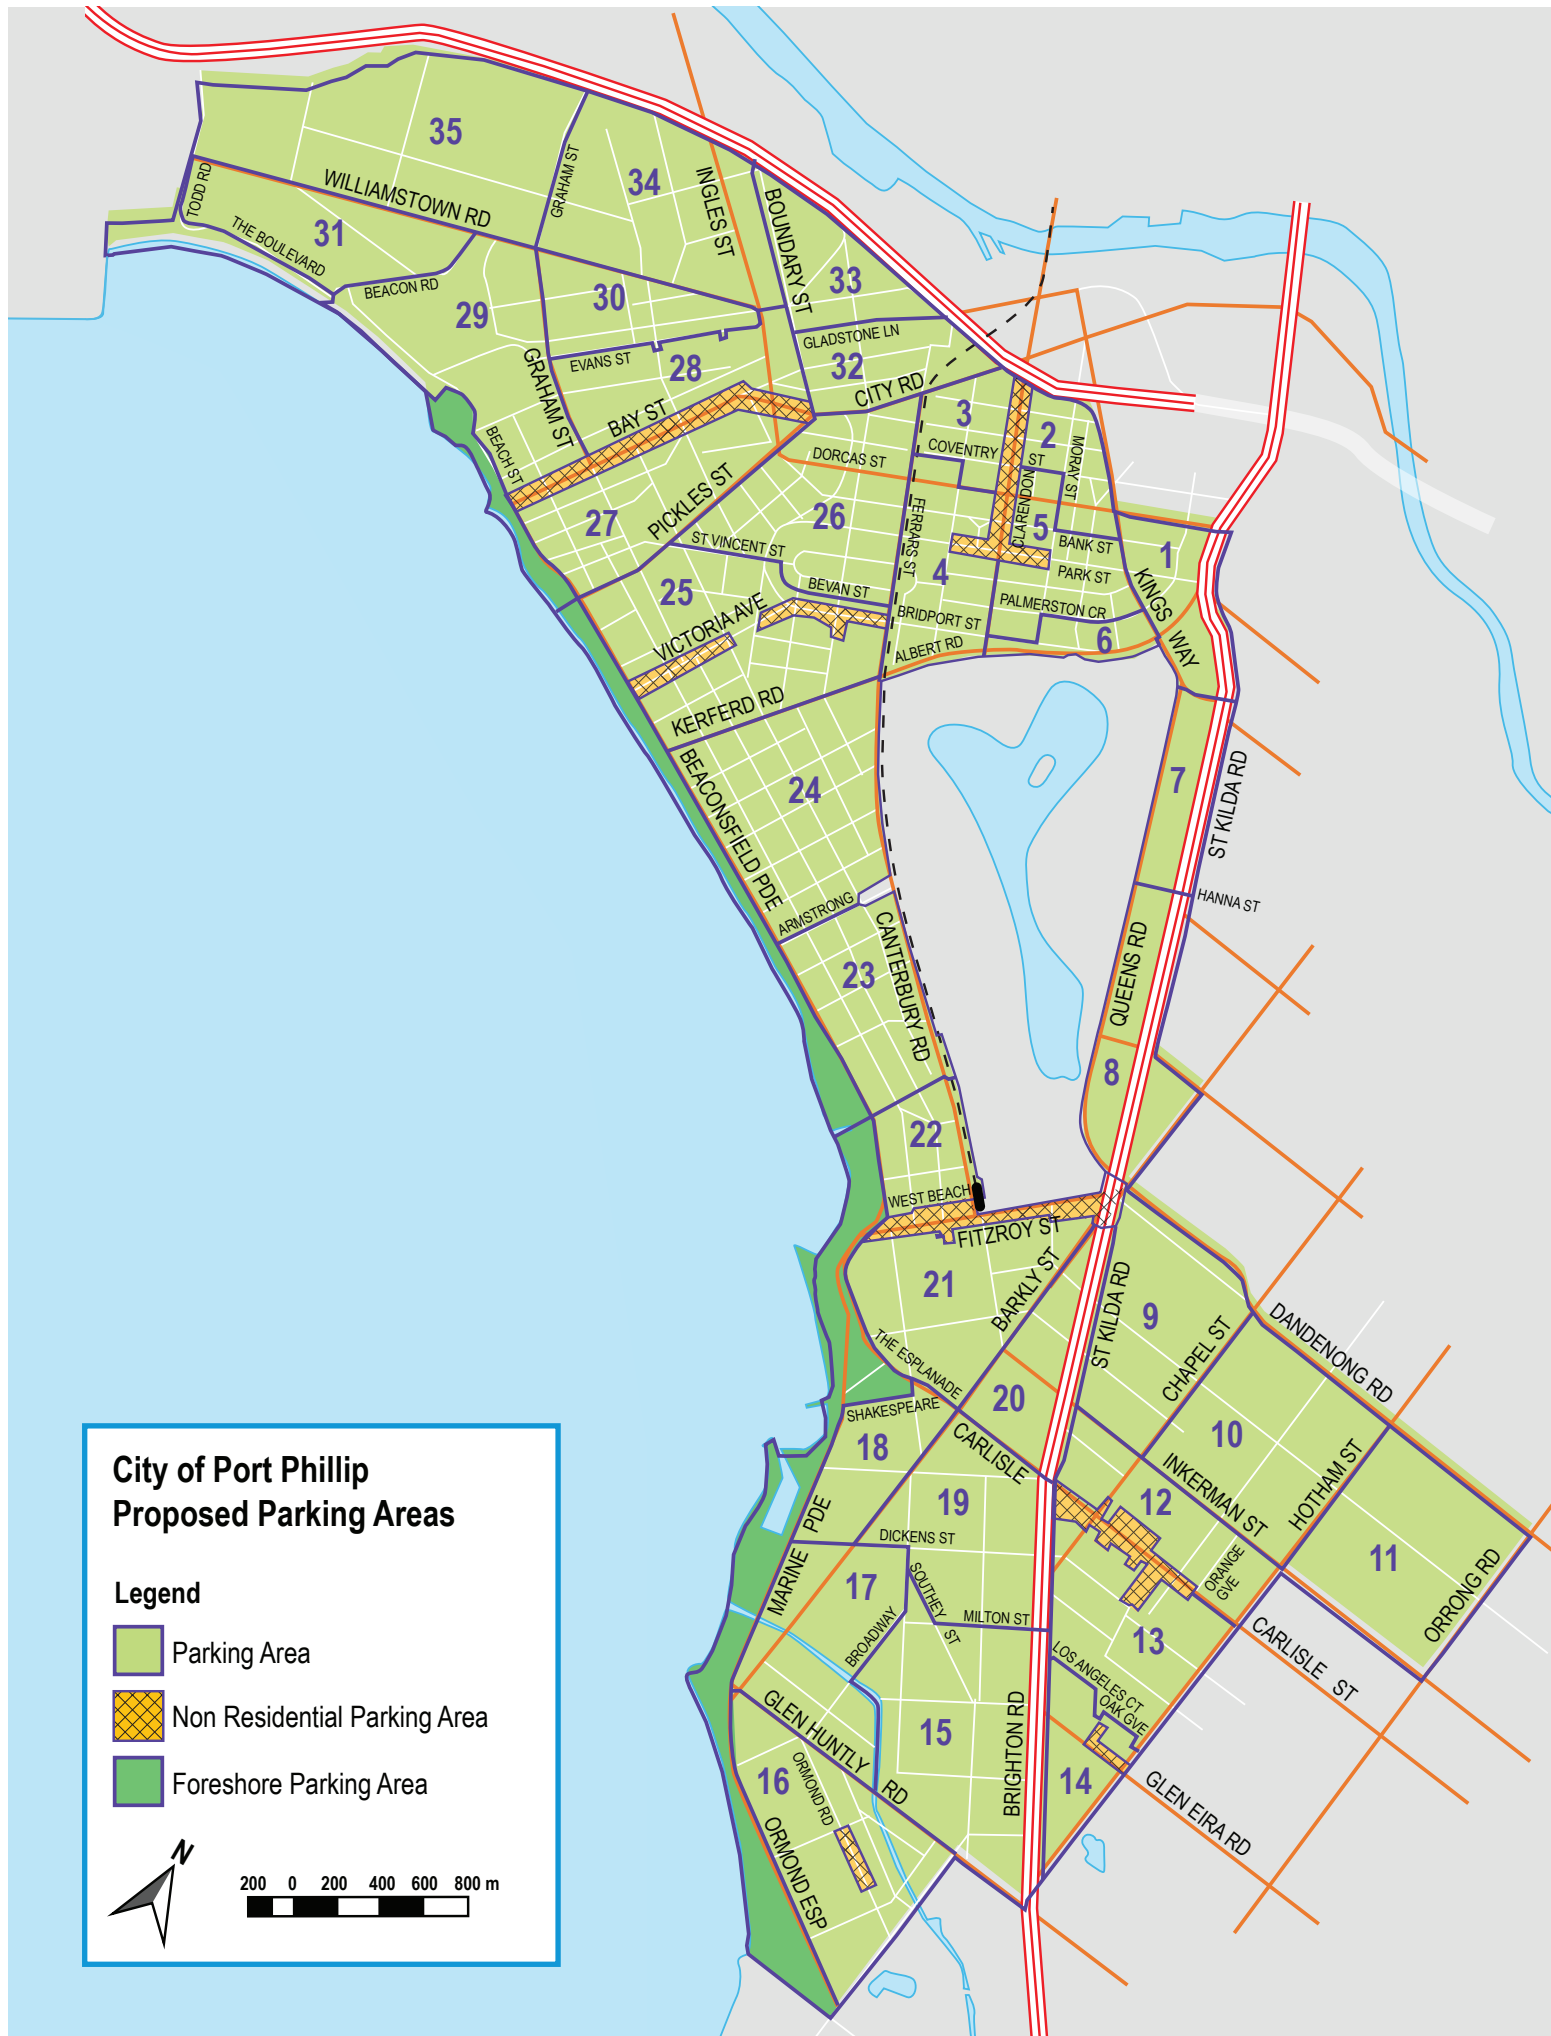 35
34
31
33
30
29
28
32
3
2
WILLIAMSTOWN RD
GRAHAM ST
INGLES ST
BOUNDARY ST
TODD RD
THE BOULEVARD
BEACON RD
GLADSTONE LN
EVANS ST
GRAHAM ST
BAY ST
CITY RD
COVENTRY
ST
MORAY ST
BEACH ST
DORCAS ST
CLARENDON
PICKLES ST
FERRARS ST
27
26
5
1
4
25
6
ST VINCENT ST
BANK ST
PARK ST
KINGS WAY
BEVAN ST
PALMERSTON CR
BRIDPORT ST
VICTORIA AVE
ALBERT RD
KERFERD RD
BEACONSFIELD PDE
24
7
ST KILDA RD
HANNA ST
ARMSTRONG
CANTERBURY RD
23
QUEENS RD
8
22
WEST BEACH
FITZROY ST
21
BARKLY ST
ST KILDA RD
9
CHAPEL ST
DANDENONG RD
THE ESPLANADE
20
SHAKESPEARE
18
CARLISLE
10
INKERMAN ST
HOTHAM ST
19
12
MARINE PDE
DICKENS ST
ORANGE
GVE
11
17
SOUTHEY
ST
MILTON ST
BROADWAY
13
CARLISLE ST
ORRONG RD
LOS ANGELES CT
OAK GVE
GLEN HUNTLY RD
15
BRIGHTON RD
16
ORMOND RD
14
GLEN EIRA RD
ORMOND ESP
City of Port Phillip
Proposed Parking Areas
Legend
Parking Area
Non Residential Parking Area
Foreshore Parking Area
N
200 0 200 400 600 800 m